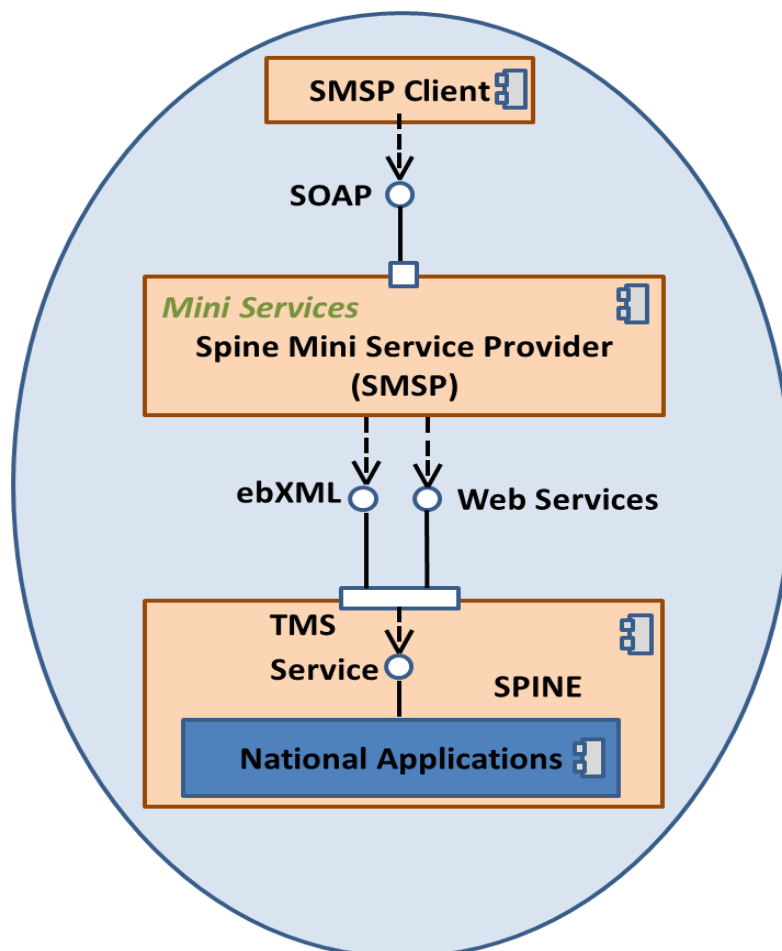 SMSP Client
SOAP
Mini Services
Spine Mini Service Provider
(SMSP)
ebXML
Web Services
TMS
Service
SPINE
National Applications